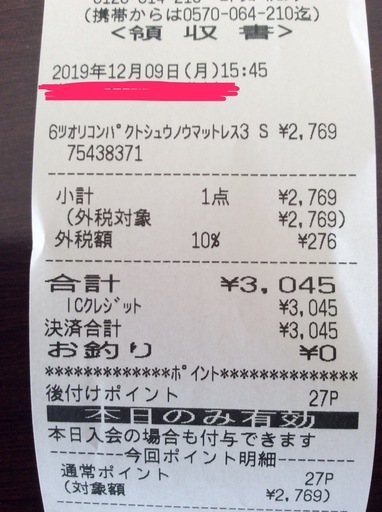 (携帯からは0570-064-210迄)
<領収書>
2019年12月09日(月)15:45
6ツオリコンパクトシュウノウマットレス3 S ¥2,769
75438371
小計 1点 ¥2,769
(外税対象 ¥2,769)
外税額 10% ¥276
合計 ¥3,045
ICクレジット ¥3,045
決済合計 ¥3,045
お釣り ¥0
*************ポイント**************
後付けポイント 27P
本日のみ有効
本日入会の場合も付与できます
--------今回ポイント明細--------
通常ポイント 27P
(対象額 ¥2,769)